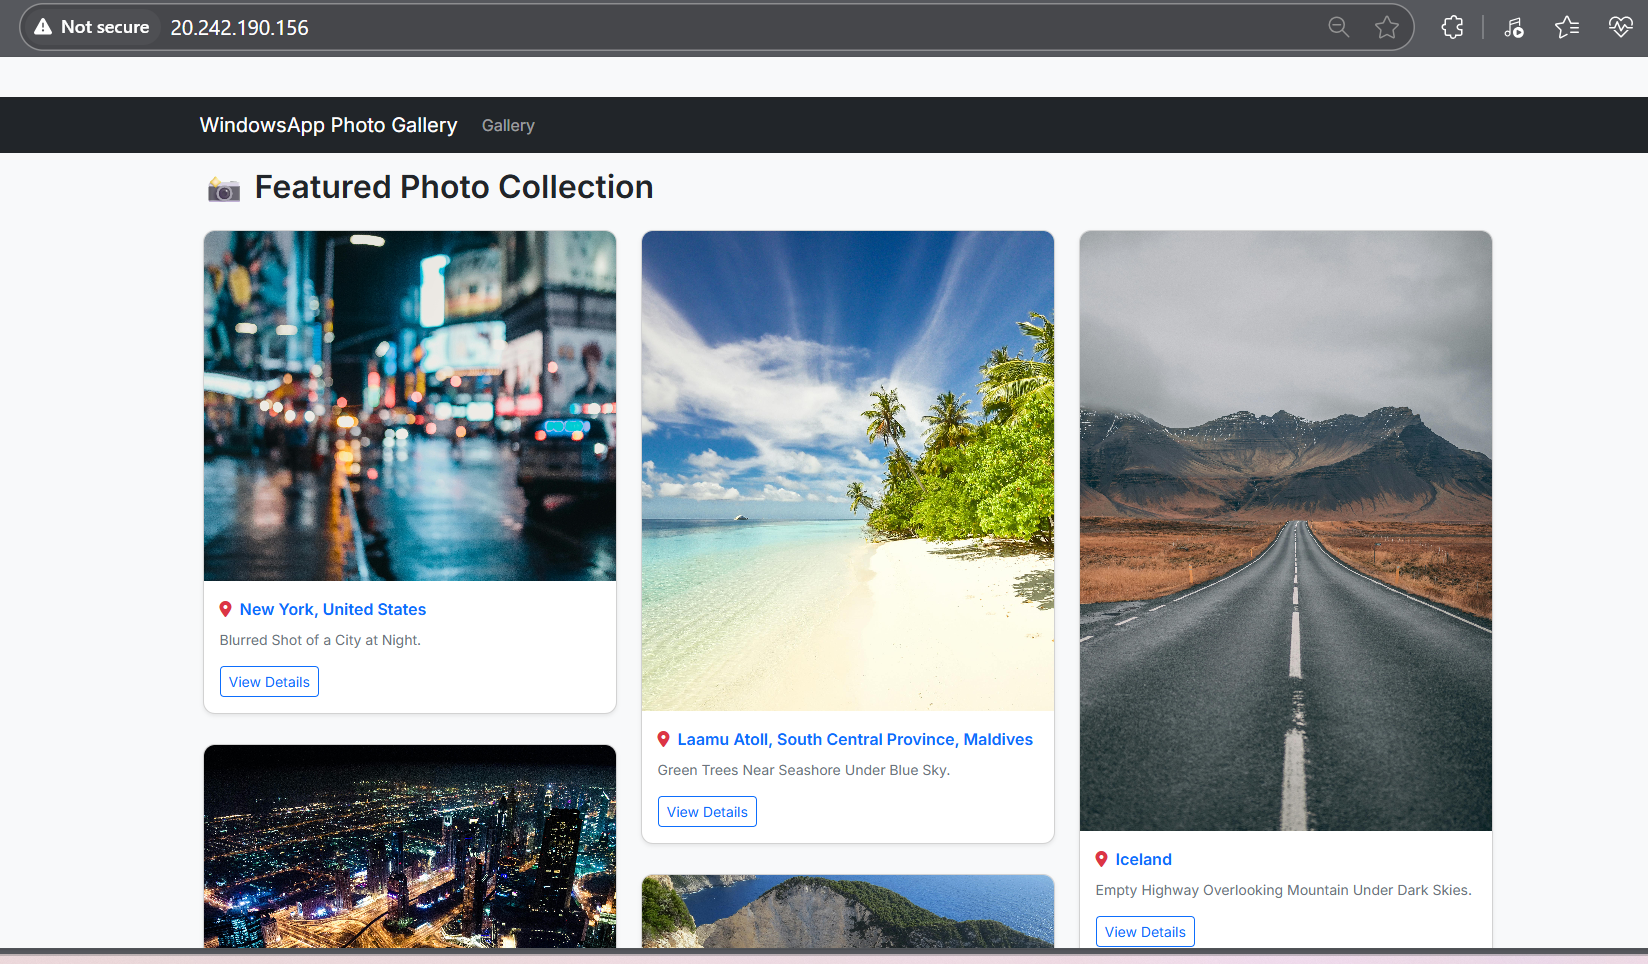 Not secure 20.242.190.156
WindowsApp Photo Gallery Gallery
Featured Photo Collection
New York, United States
Blurred Shot of a City at Night.
View Details
Laamu Atoll, South Central Province, Maldives
Green Trees Near Seashore Under Blue Sky.
View Details
Iceland
Empty Highway Overlooking Mountain Under Dark Skies.
View Details